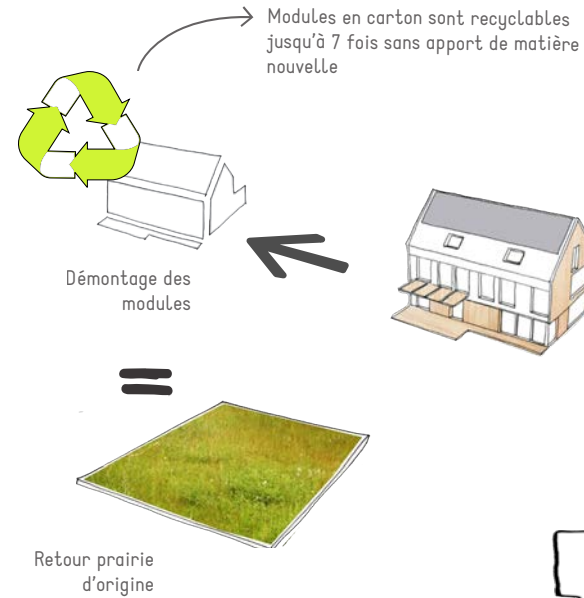 Modules en carton sont recyclables
jusqu'à 7 fois sans apport de matière
nouvelle
Démontage des
modules
Retour prairie
d'origine